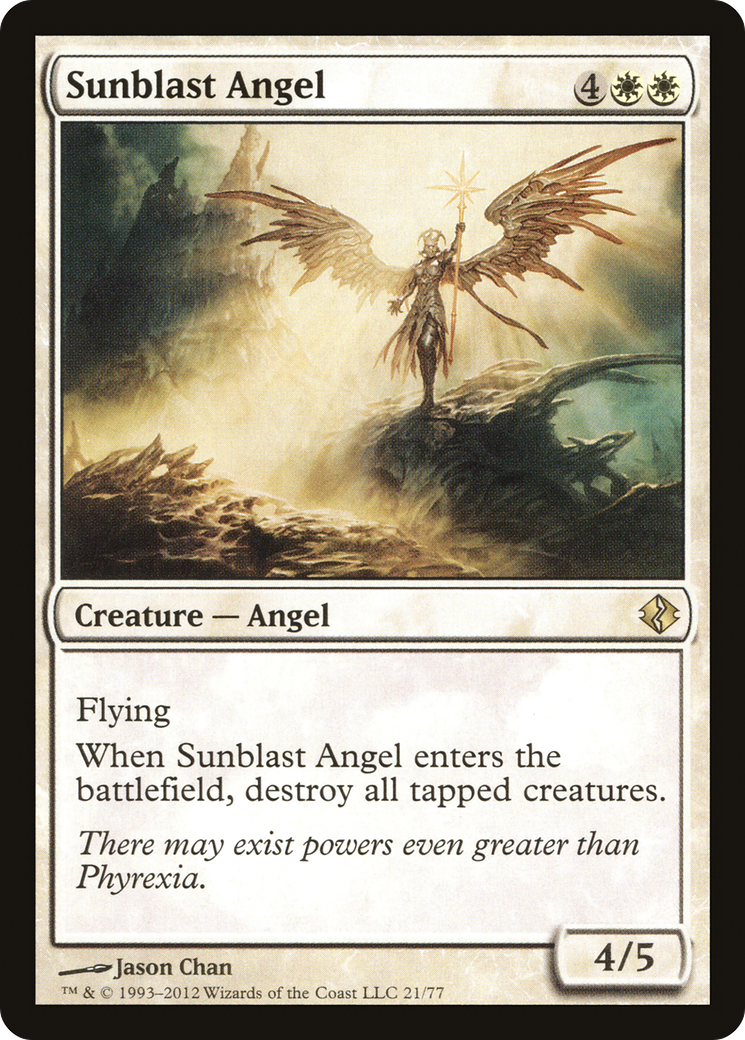 Sunblast Angel 4
Creature — Angel
Flying
When Sunblast Angel enters the
battlefield, destroy all tapped creatures.
There may exist powers even greater than
Phyrexia.
4/5
Jason Chan
™ & © 1993–2012 Wizards of the Coast LLC 21/77